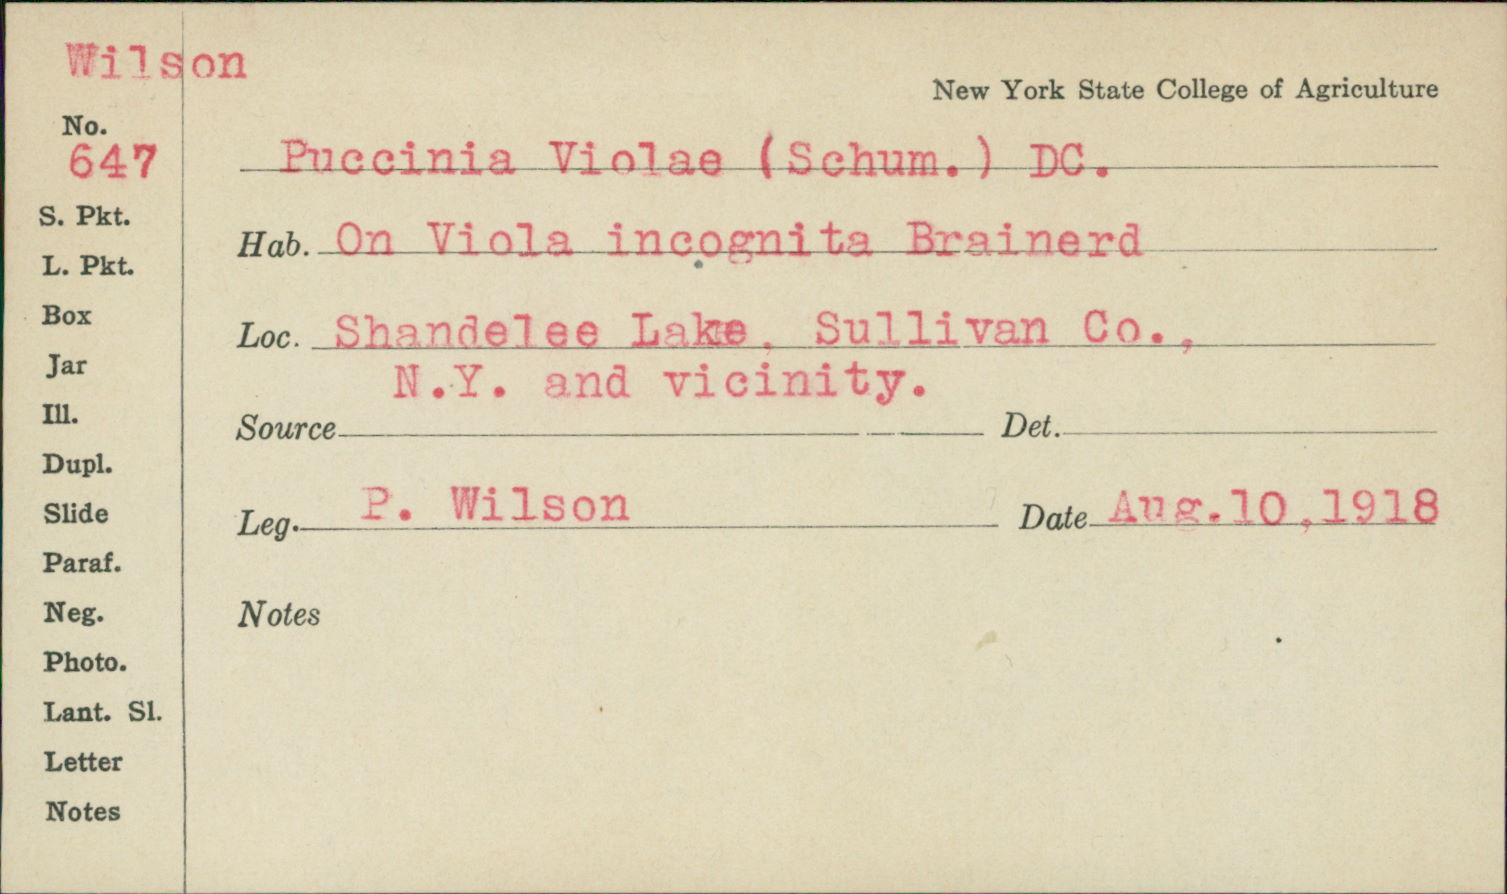 Wilson
New York State College of Agriculture
No.
647
Puccinia Violae (Schum.) DC.
S. Pkt.
Hab. On Viola incognita Brainerd
L. Pkt.
Box
Loc. Shandelee Lake, Sullivan Co.,
Jar
N.Y. and vicinity.
Ill.
Source Det.
Dupl.
Slide
Leg. P. Wilson Date Aug.10,1918
Paraf.
Neg.
Notes
Photo.
Lant. Sl.
Letter
Notes